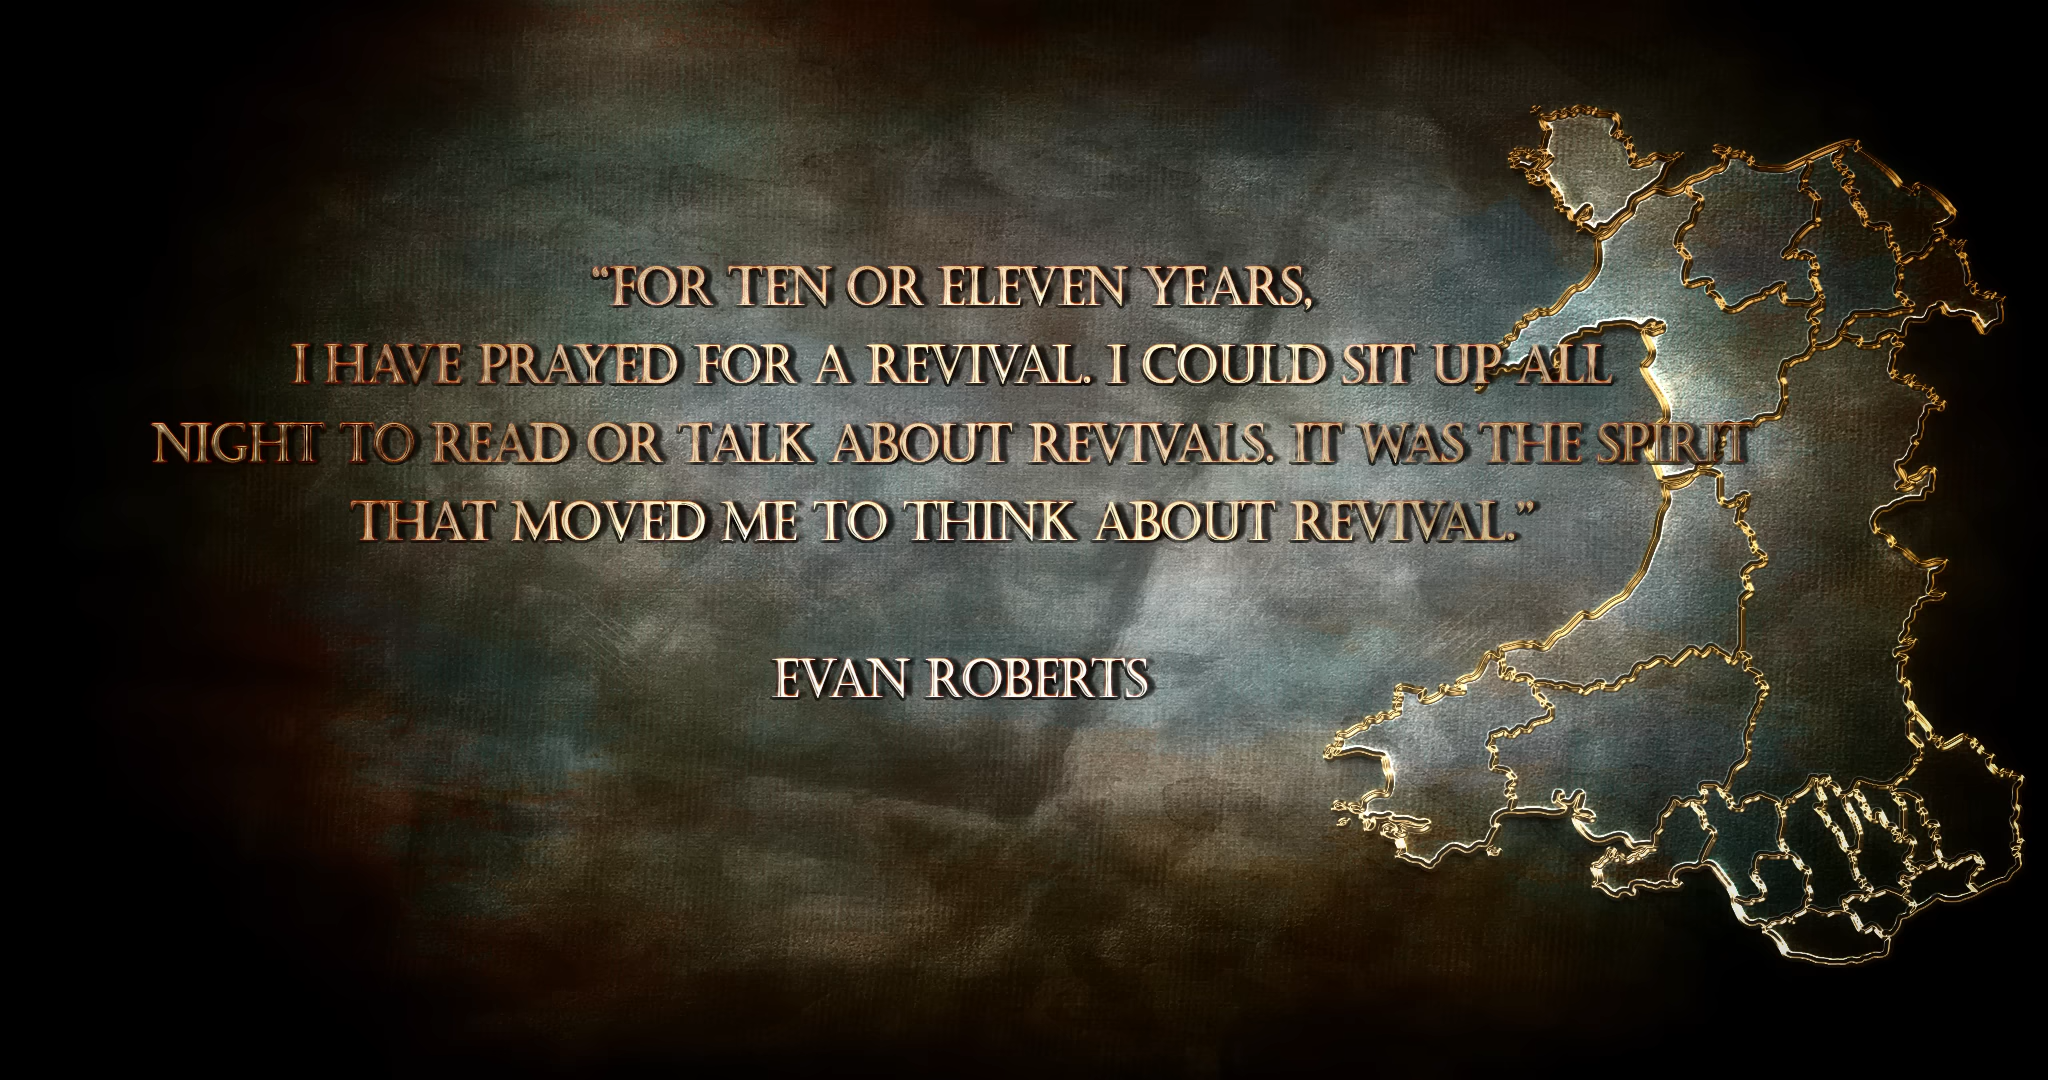 “FOR TEN OR ELEVEN YEARS,
I HAVE PRAYED FOR A REVIVAL. I COULD SIT UP ALL
NIGHT TO READ OR TALK ABOUT REVIVALS. IT WAS THE SPIRIT
THAT MOVED ME TO THINK ABOUT REVIVAL.”
EVAN ROBERTS